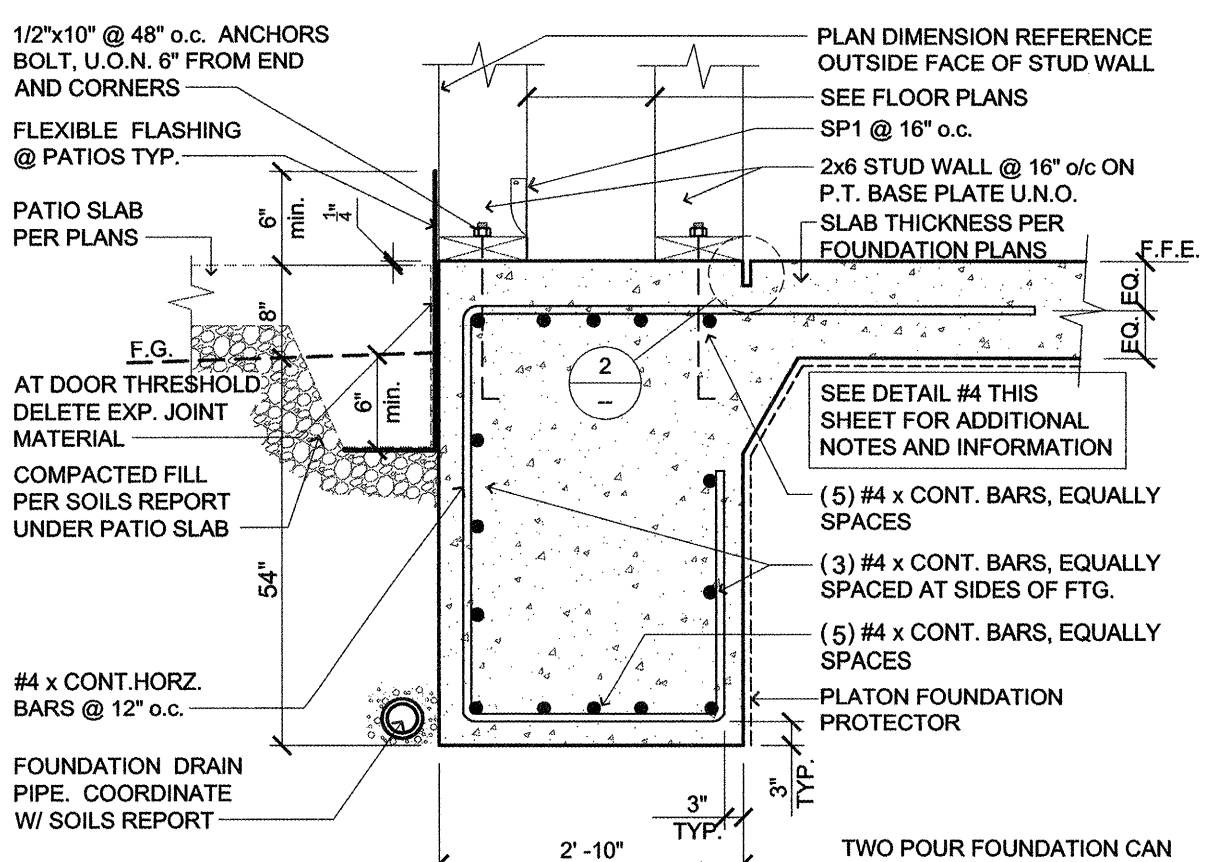 1/2"x10" @ 48" o.c. ANCHORS
BOLT, U.O.N. 6" FROM END
AND CORNERS
FLEXIBLE FLASHING
@ PATIOS TYP.
PATIO SLAB
PER PLANS
6"
min.
1/4
8"
F.G.
6"
min.
AT DOOR THRESHOLD
DELETE EXP. JOINT
MATERIAL
COMPACTED FILL
PER SOILS REPORT
UNDER PATIO SLAB
54"
#4 x CONT.HORZ.
BARS @ 12" o.c.
FOUNDATION DRAIN
PIPE. COORDINATE
W/ SOILS REPORT
2
--
PLAN DIMENSION REFERENCE
OUTSIDE FACE OF STUD WALL
SEE FLOOR PLANS
SP1 @ 16" o.c.
2x6 STUD WALL @ 16" o/c ON
P.T. BASE PLATE U.N.O.
SLAB THICKNESS PER
FOUNDATION PLANS
F.F.E.
EQ.
EQ.
SEE DETAIL #4 THIS
SHEET FOR ADDITIONAL
NOTES AND INFORMATION
(5) #4 x CONT. BARS, EQUALLY
SPACES
(3) #4 x CONT. BARS, EQUALLY
SPACED AT SIDES OF FTG.
(5) #4 x CONT. BARS, EQUALLY
SPACES
PLATON FOUNDATION
PROTECTOR
3"
TYP.
3"
TYP.
2' -10"
TWO POUR FOUNDATION CAN